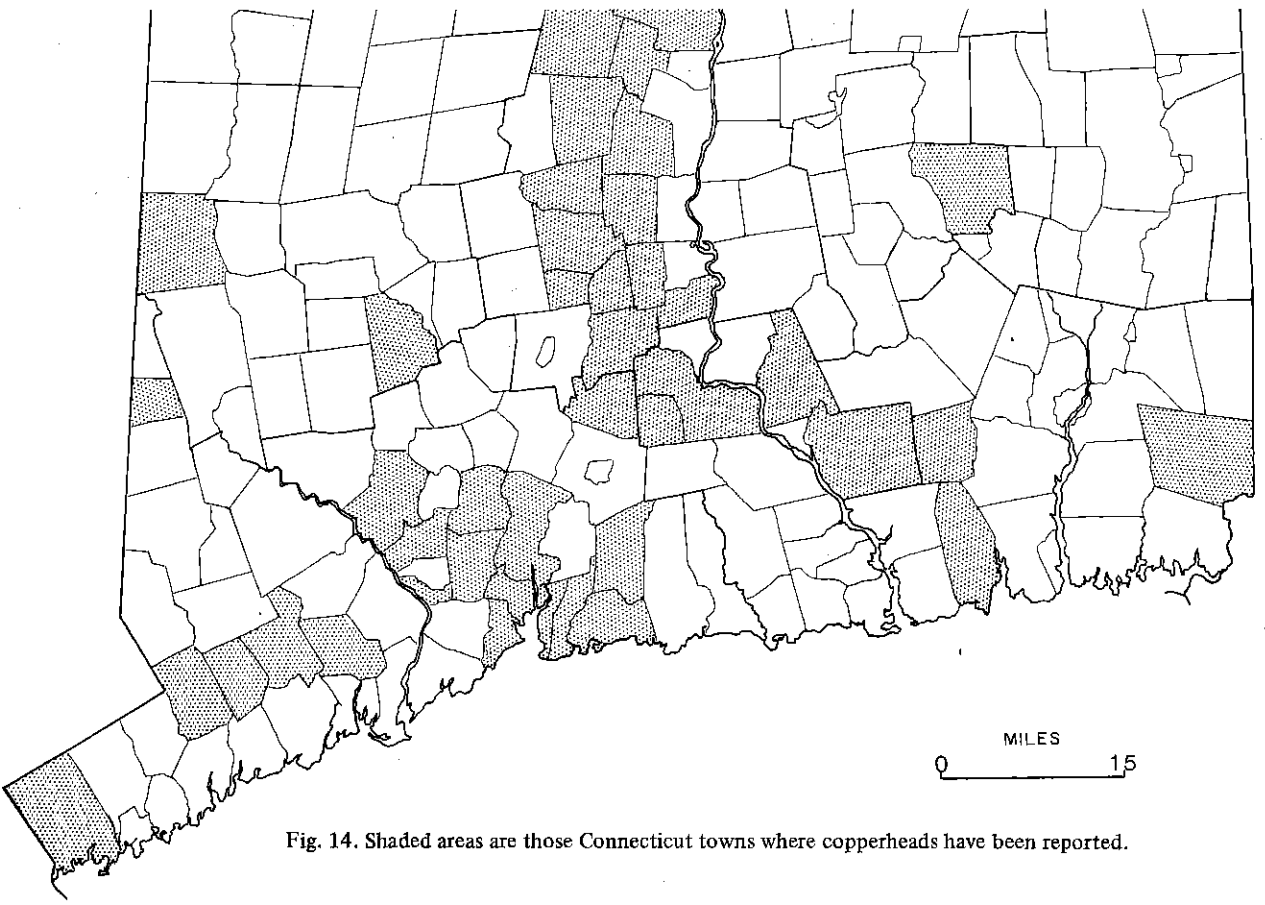 MILES
0 15
Fig. 14. Shaded areas are those Connecticut towns where copperheads have been reported.